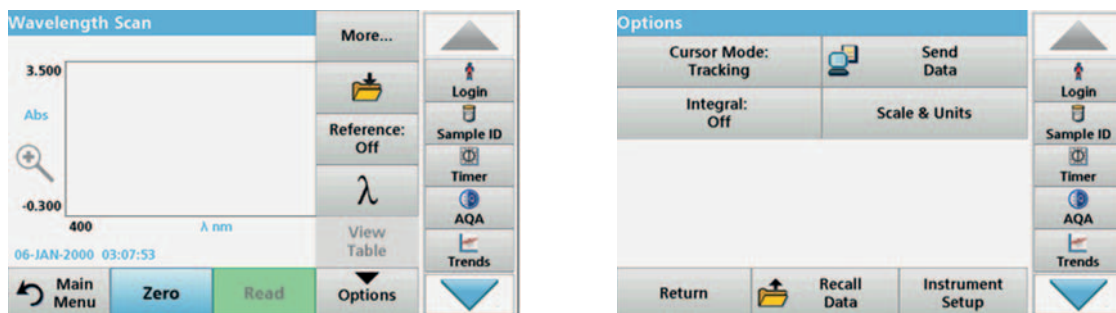 Wavelength Scan
More...
3.500
Abs
-0.300
400
λ nm
06-JAN-2000 03:07:53
Reference:
Off
λ
View
Table
Main
Menu
Zero
Read
Options
Login
Sample ID
Timer
AQA
Trends
Options
Cursor Mode:
Tracking
Send
Data
Integral:
Off
Scale & Units
Return
Recall
Data
Instrument
Setup
Login
Sample ID
Timer
AQA
Trends